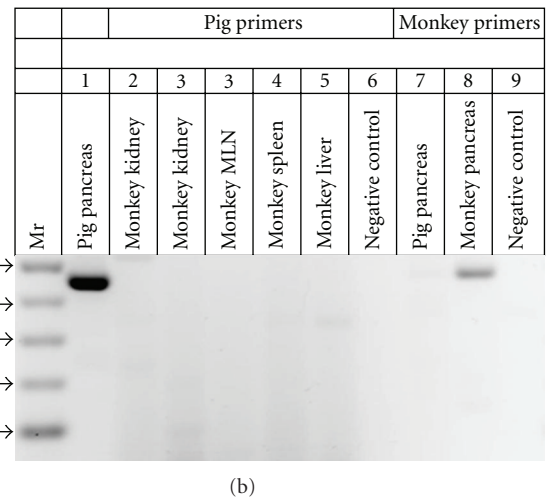 Pig primers Monkey primers
1 2 3 3 4 5 6 7 8 9
Mr
Pig pancreas
Monkey kidney
Monkey kidney
Monkey MLN
Monkey spleen
Monkey liver
Negative control
Pig pancreas
Monkey pancreas
Negative control
(b)